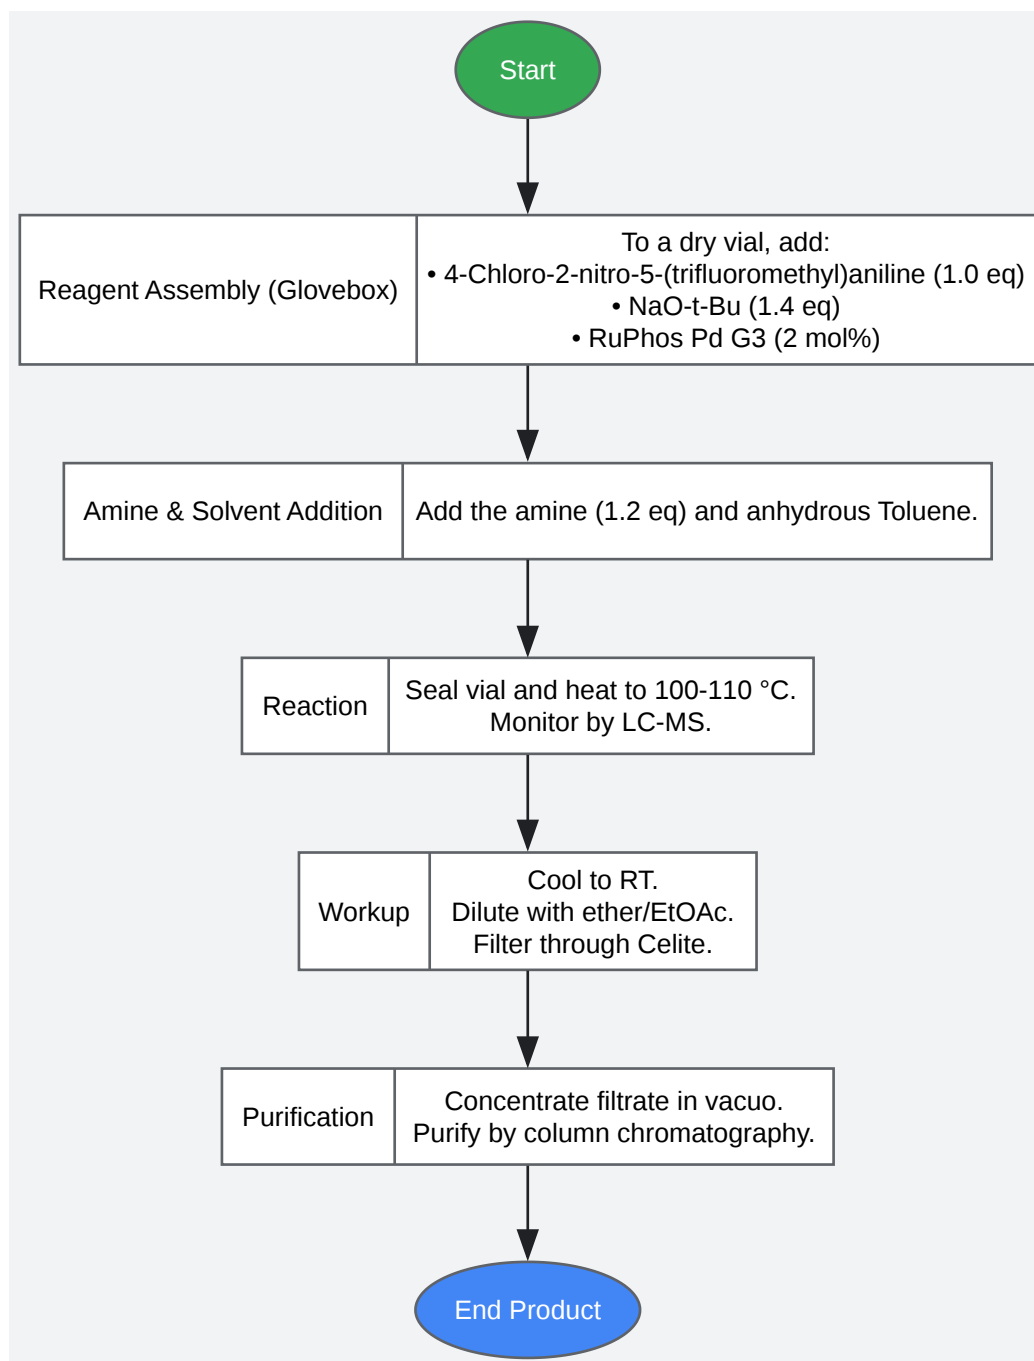 Start
Reagent Assembly (Glovebox)
To a dry vial, add:
• 4-Chloro-2-nitro-5-(trifluoromethyl)aniline (1.0 eq)
• NaO-t-Bu (1.4 eq)
• RuPhos Pd G3 (2 mol%)
Amine & Solvent Addition
Add the amine (1.2 eq) and anhydrous Toluene.
Reaction
Seal vial and heat to 100-110 °C.
Monitor by LC-MS.
Workup
Cool to RT.
Dilute with ether/EtOAc.
Filter through Celite.
Purification
Concentrate filtrate in vacuo.
Purify by column chromatography.
End Product